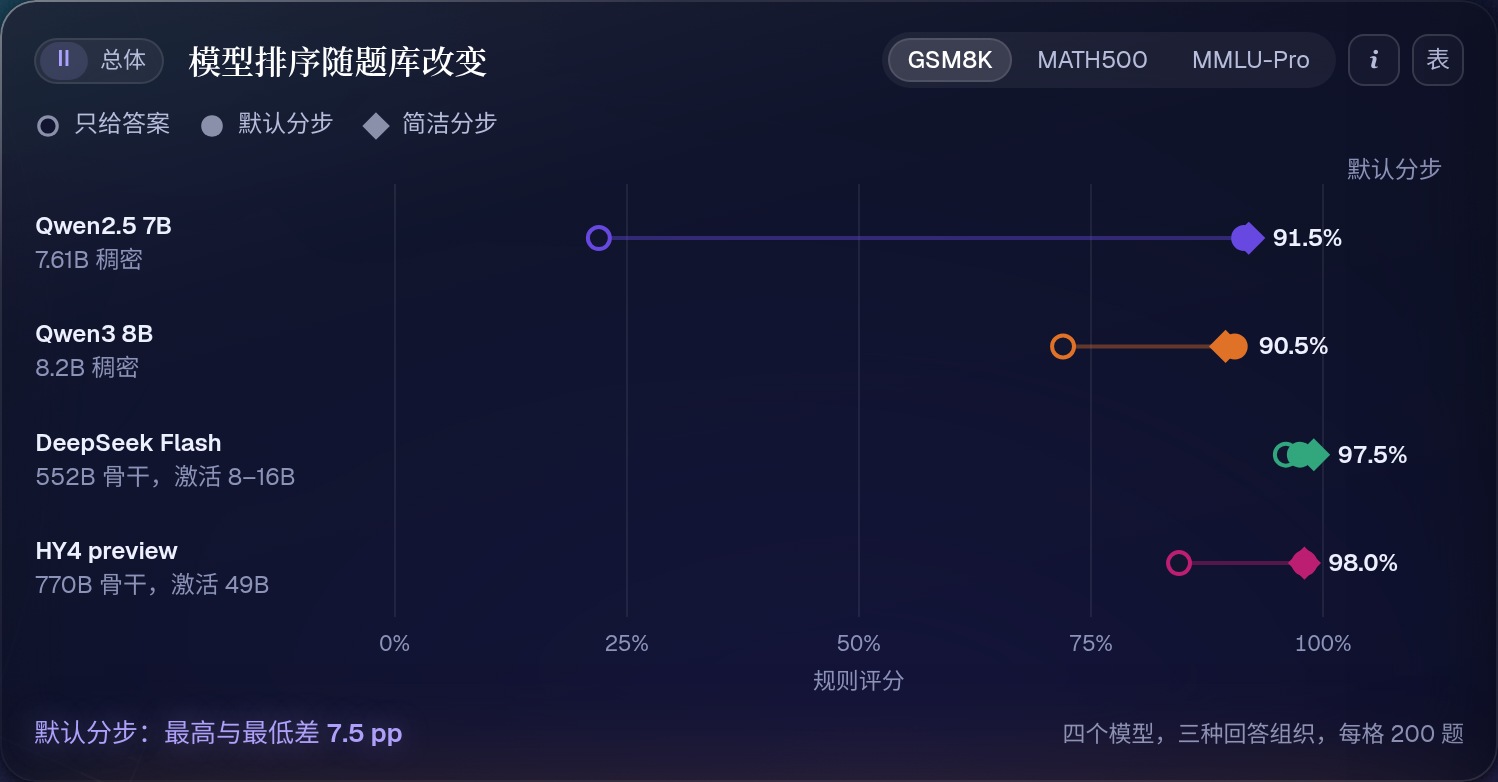 II 总体 模型排序随题库改变 GSM8K MATH500 MMLU-Pro i 表
只给答案 默认分步 简洁分步
默认分步
Qwen2.5 7B
7.61B 稠密
91.5%
Qwen3 8B
8.2B 稠密
90.5%
DeepSeek Flash
552B 骨干，激活 8–16B
97.5%
HY4 preview
770B 骨干，激活 49B
98.0%
0% 25% 50% 75% 100%
规则评分
默认分步：最高与最低差 7.5 pp
四个模型，三种回答组织，每格 200 题